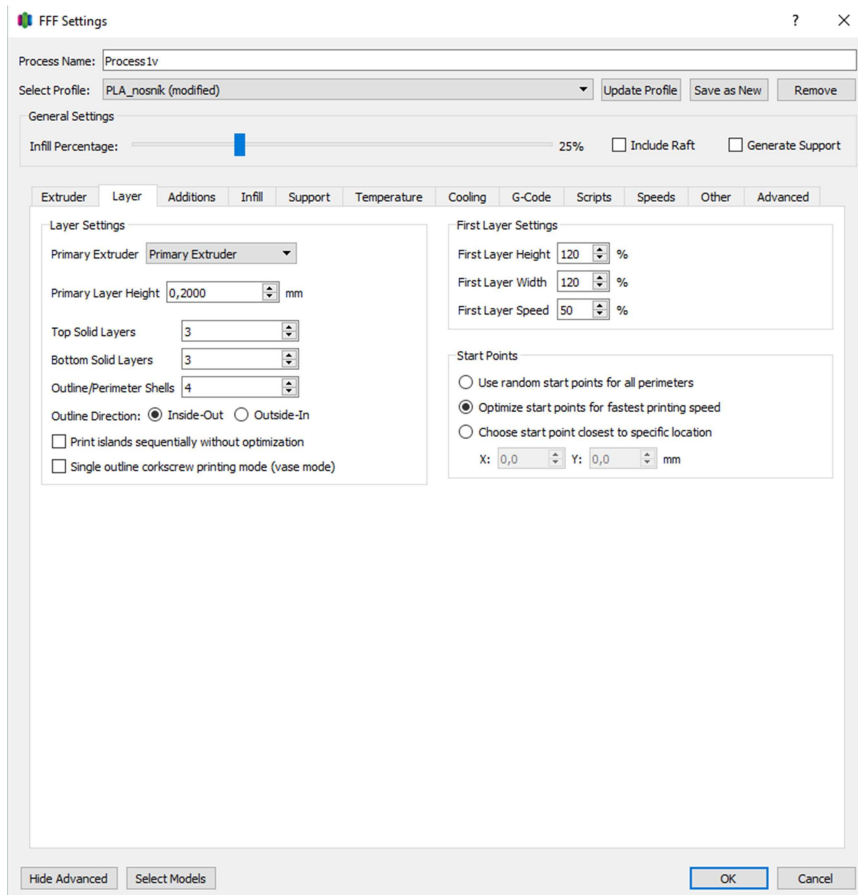 FFF Settings ? ×
Process Name: Process1v
Select Profile: PLA_nosník (modified) Update Profile Save as New Remove
General Settings
Infill Percentage: 25% Include Raft Generate Support
Extruder Layer Additions Infill Support Temperature Cooling G-Code Scripts Speeds Other Advanced
Layer Settings
Primary Extruder Primary Extruder
Primary Layer Height 0,2000 mm
Top Solid Layers 3
Bottom Solid Layers 3
Outline/Perimeter Shells 4
Outline Direction: Inside-Out Outside-In
Print islands sequentially without optimization
Single outline corkscrew printing mode (vase mode)
First Layer Settings
First Layer Height 120 %
First Layer Width 120 %
First Layer Speed 50 %
Start Points
Use random start points for all perimeters
Optimize start points for fastest printing speed
Choose start point closest to specific location
X: 0,0 Y: 0,0 mm
Hide Advanced Select Models OK Cancel